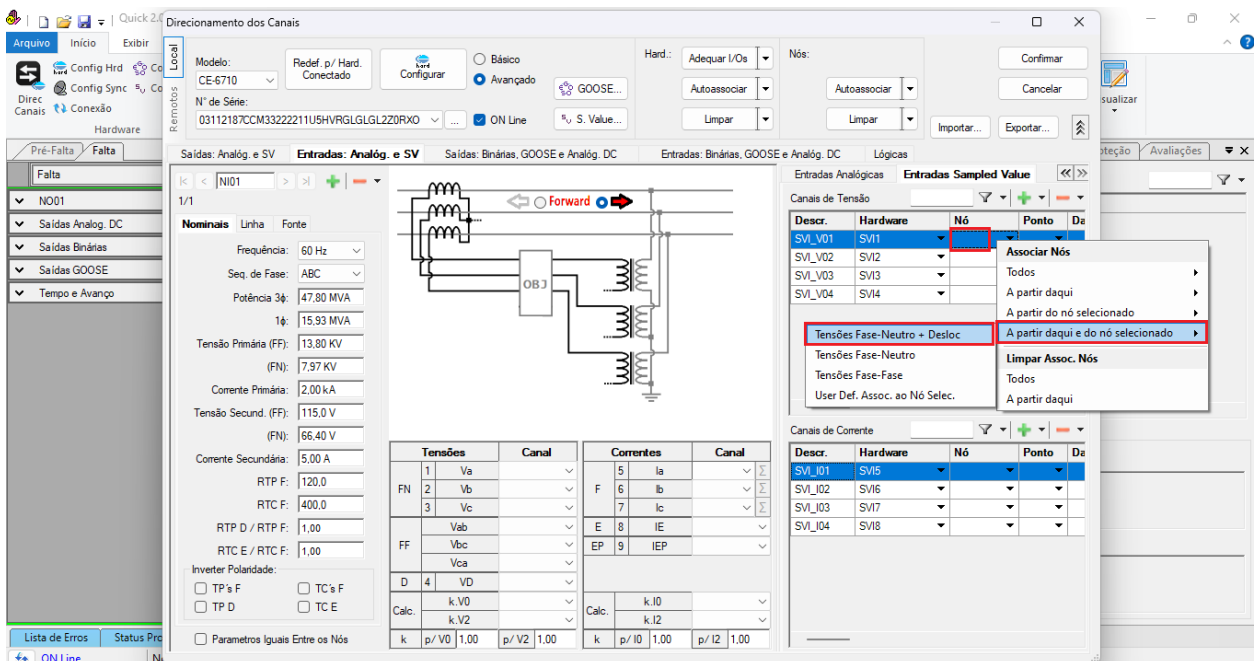 Quick 2.0
Arquivo
Início
Exibir
Config Hrd
Co
Config Sync
Co
Conexão
Direc
Canais
Hardware
sualizar
Pré-Falta
Falta
oteção
Avaliações
Falta
NO01
Saídas Analog. DC
Saídas Binárias
Saídas GOOSE
Tempo e Avanço
Lista de Erros
Status Pro
ON Line
Direcionamento dos Canais
Local
Remotos
Modelo:
CE-6710
N° de Série:
03112187CCM33222211U5HVRGLGLGL2Z0RXO
...
Redef. p/ Hard. Conectado
Configurar
Básico
Avançado
ON Line
GOOSE...
S. Value...
Hard.:
Adequar I/Os
Autoassociar
Limpar
Nós:
Autoassociar
Limpar
Confirmar
Cancelar
Importar...
Exportar...
Saídas: Analóg. e SV
Entradas: Analóg. e SV
Saídas: Binárias, GOOSE e Analóg. DC
Entradas: Binárias, GOOSE e Analóg. DC
Lógicas
NI01
1/1
Nominais
Linha
Fonte
Frequência: 60 Hz
Seq. de Fase: ABC
Potência 3ϕ: 47,80 MVA
1ϕ: 15,93 MVA
Tensão Primária (FF): 13,80 KV
(FN): 7,97 KV
Corrente Primária: 2,00 kA
Tensão Secund. (FF): 115,0 V
(FN): 66,40 V
Corrente Secundária: 5,00 A
RTP F: 120,0
RTC F: 400,0
RTP D / RTP F: 1,00
RTC E / RTC F: 1,00
Inverter Polaridade:
TP's F
TC's F
TP D
TC E
Parametros Iguais Entre os Nós
Forward
OBJ
Tensões Canal Correntes Canal
FN 1 Va F 5 Ia Σ
2 Vb 6 Ib Σ
3 Vc 7 Ic Σ
FF Vab E 8 IE
Vbc EP 9 IEP
Vca
D 4 VD
Calc. k.V0 Calc. k.I0
k.V2 k.I2
k p/ V0 1,00 p/ V2 1,00 k p/ I0 1,00 p/ I2 1,00
Entradas Analógicas
Entradas Sampled Value
Canais de Tensão
Descr. Hardware Nó Ponto Da
SVI_V01 SVI1
SVI_V02 SVI2
SVI_V03 SVI3
SVI_V04 SVI4
Associar Nós
Todos
A partir daqui
A partir do nó selecionado
A partir daqui e do nó selecionado
Limpar Assoc. Nós
Todos
A partir daqui
Tensões Fase-Neutro + Desloc
Tensões Fase-Neutro
Tensões Fase-Fase
User Def. Assoc. ao Nó Selec.
Canais de Corrente
Descr. Hardware Nó Ponto Da
SVI_I01 SVI5
SVI_I02 SVI6
SVI_I03 SVI7
SVI_I04 SVI8